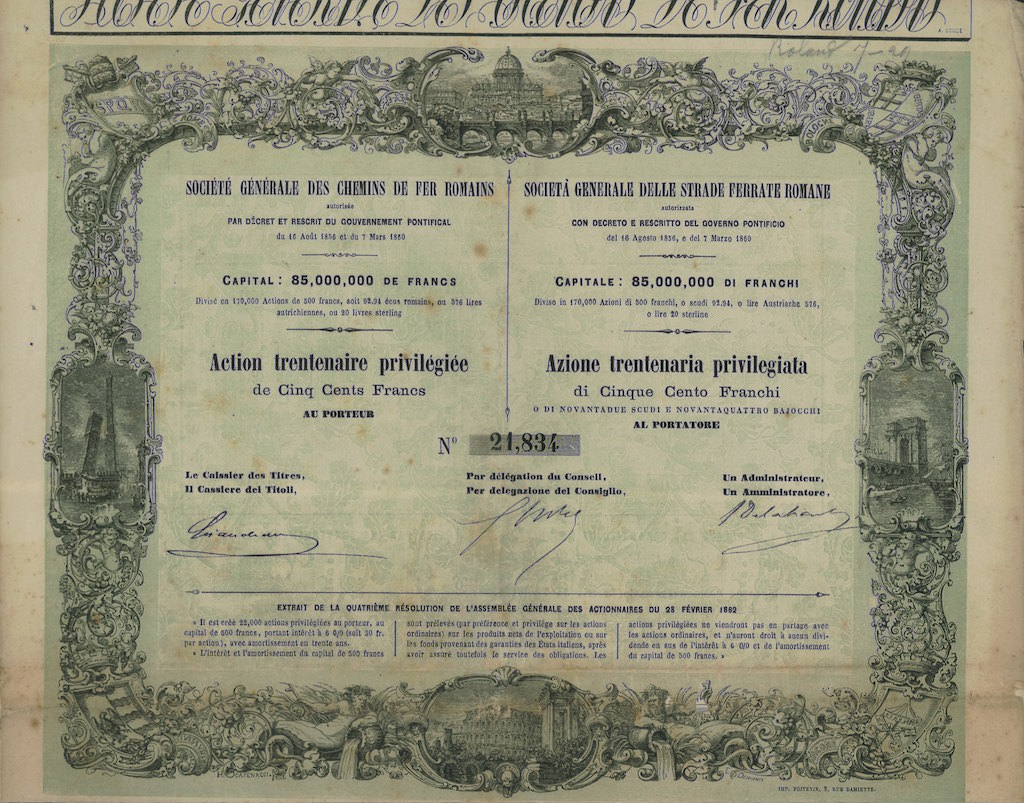 A. BRUCE
Roland 7-29
SPQR
ROMA
BOLOGNA
SOCIÉTÉ GÉNÉRALE DES CHEMINS DE FER ROMAINS
autorisée
PAR DÉCRET ET RESCRIT DU GOUVERNEMENT PONTIFICAL
du 16 Août 1856 et du 7 Mars 1860
CAPITAL : 85,000,000 DE FRANCS
Divisé en 170,000 Actions de 500 francs, soit 92.94 écus romains, ou 576 lires
autrichiennes, ou 20 livres sterling
Action trentenaire privilégiée
de Cinq Cents Francs
AU PORTEUR
SOCIETÀ GENERALE DELLE STRADE FERRATE ROMANE
autorizzata
CON DECRETO E RESCRITTO DEL GOVERNO PONTIFICIO
del 16 Agosto 1856, e del 7 Marzo 1860
CAPITALE : 85,000,000 DI FRANCHI
Diviso in 170,000 Azioni di 500 franchi, o scudi 92.94, o lire Austriache 576,
o lire 20 sterline
Azione trentenaria privilegiata
di Cinque Cento Franchi
O DI NOVANTADUE SCUDI E NOVANTAQUATTRO BAJOCCHI
AL PORTATORE
N° 21,834
Le Caissier des Titres,
Il Cassiere dei Titoli,
Par délégation du Conseil,
Per delegazione del Consiglio,
Un Administrateur,
Un Amministratore,
EXTRAIT DE LA QUATRIÈME RÉSOLUTION DE L'ASSEMBLÉE GÉNÉRALE DES ACTIONNAIRES DU 28 FÉVRIER 1862
« Il est créé 22,000 actions privilégiées au porteur, au
capital de 500 francs, portant intérêt à 6 0/0 (soit 30 fr.
par action), avec amortissement en trente ans.
« L'intérêt et l'amortissement du capital de 500 francs
sont prélevés (par préférence et privilége sur les actions
ordinaires) sur les produits nets de l'exploitation ou sur
les fonds provenant des garanties des États italiens, après
avoir assuré toutefois le service des obligations. Les
actions privilégiées ne viendront pas en partage avec
les actions ordinaires, et n'auront droit à aucun divi-
dende en sus de l'intérêt à 6 0/0 et de l'amortissement
du capital de 500 francs. »
H. CATENACCI
IMP. POITEVIN, 7, RUE DAMIETTE.